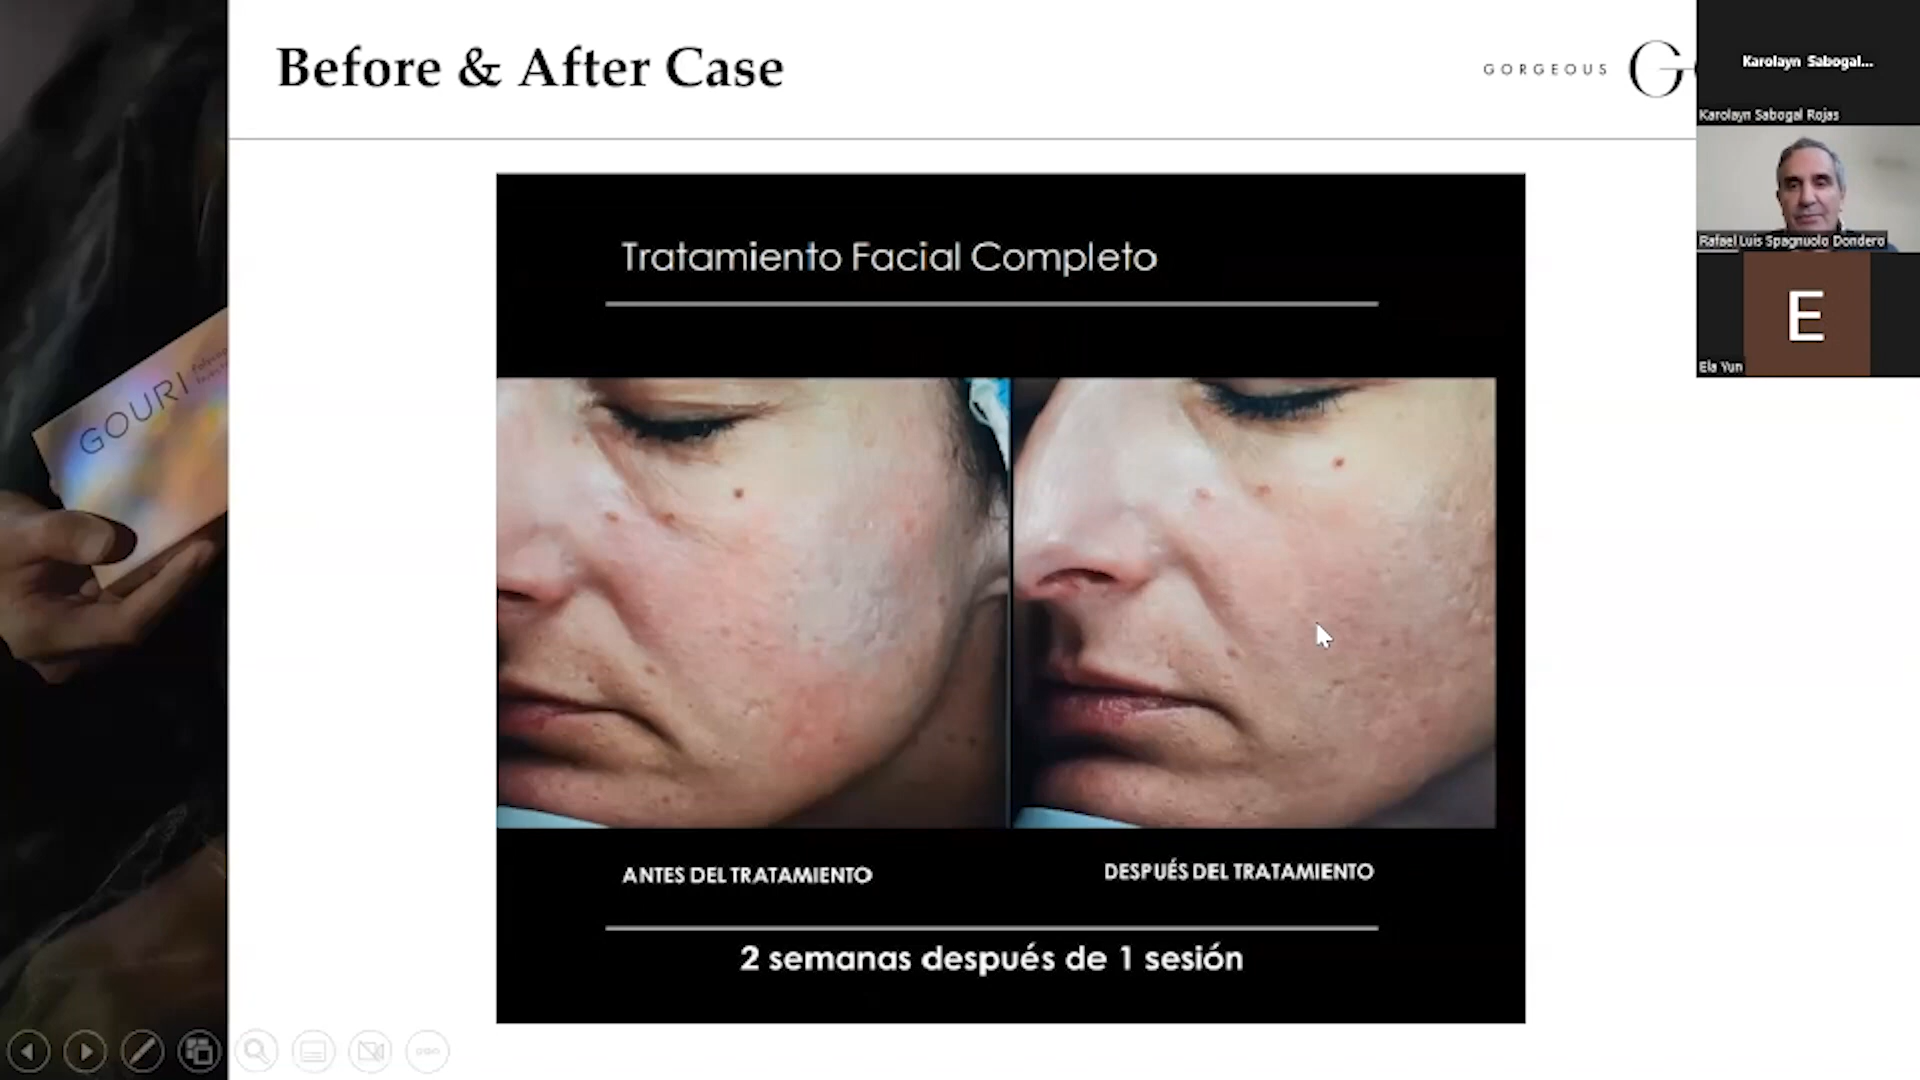 Before & After Case
GORGEOUS
Karolayn Sabogal...
Karolayn Sabogal Rojas
Rafael Luis Spagnuolo Dondero
E
Ela Yun
GOURI
Tratamiento Facial Completo
ANTES DEL TRATAMIENTO
DESPUÉS DEL TRATAMIENTO
2 semanas después de 1 sesión